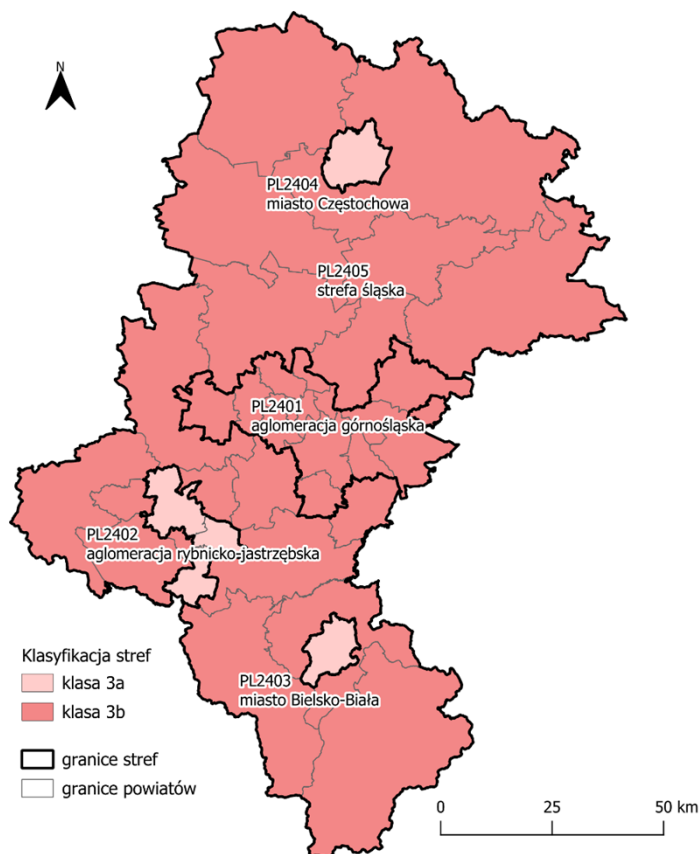 N
PL2404
miasto Częstochowa
PL2405
strefa śląska
PL2401
aglomeracja górnośląska
PL2402
aglomeracja rybnicko-jastrzębska
PL2403
miasto Bielsko-Biała
Klasyfikacja stref
klasa 3a
klasa 3b
granice stref
granice powiatów
0 25 50 km